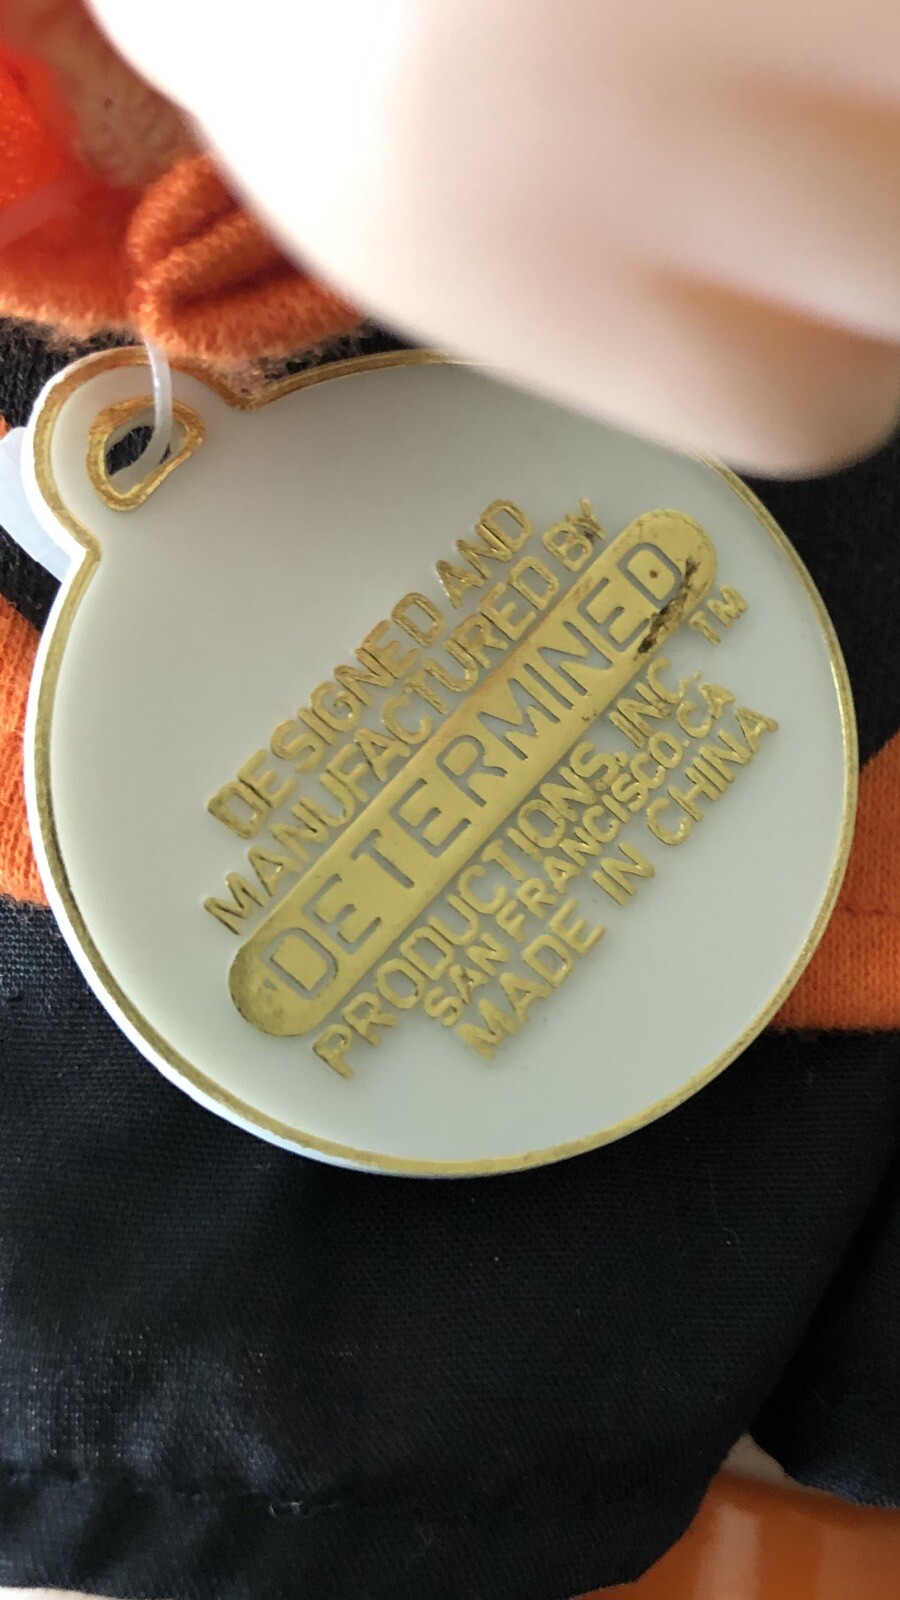 DESIGNED AND
MANUFACTURED BY
DETERMINED
TM
PRODUCTIONS, INC.
SAN FRANCISCO.CA
MADE IN CHINA